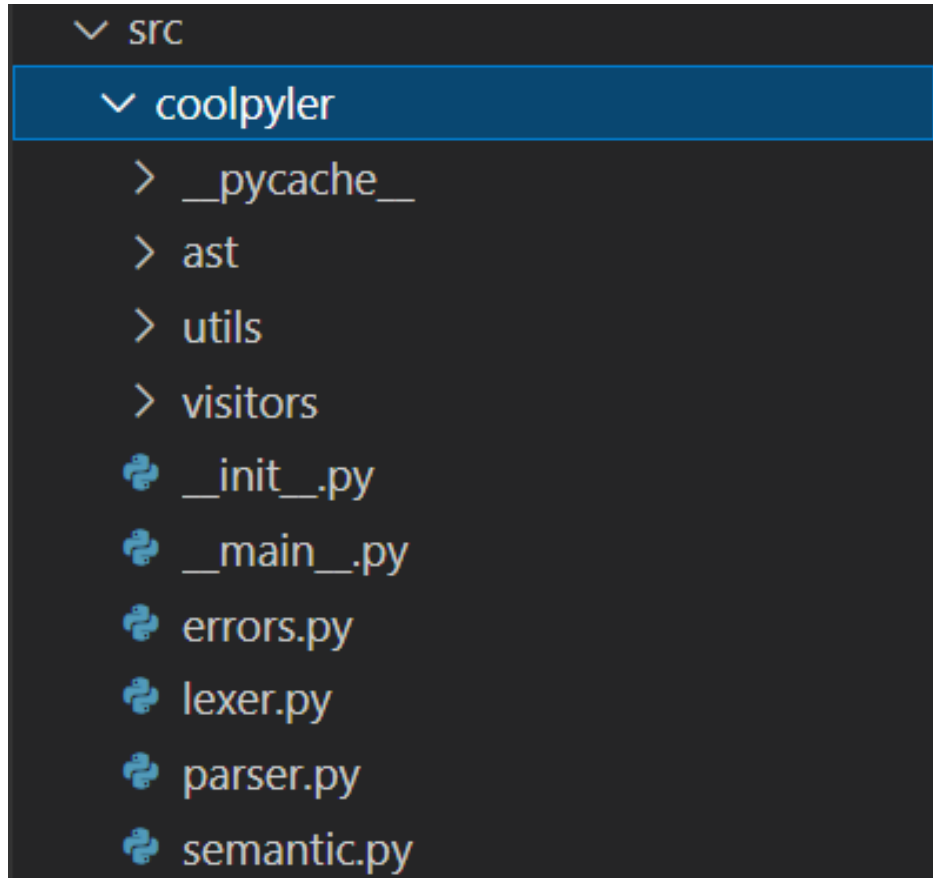 src
coolpyler
__pycache__
ast
utils
visitors
__init__.py
__main__.py
errors.py
lexer.py
parser.py
semantic.py